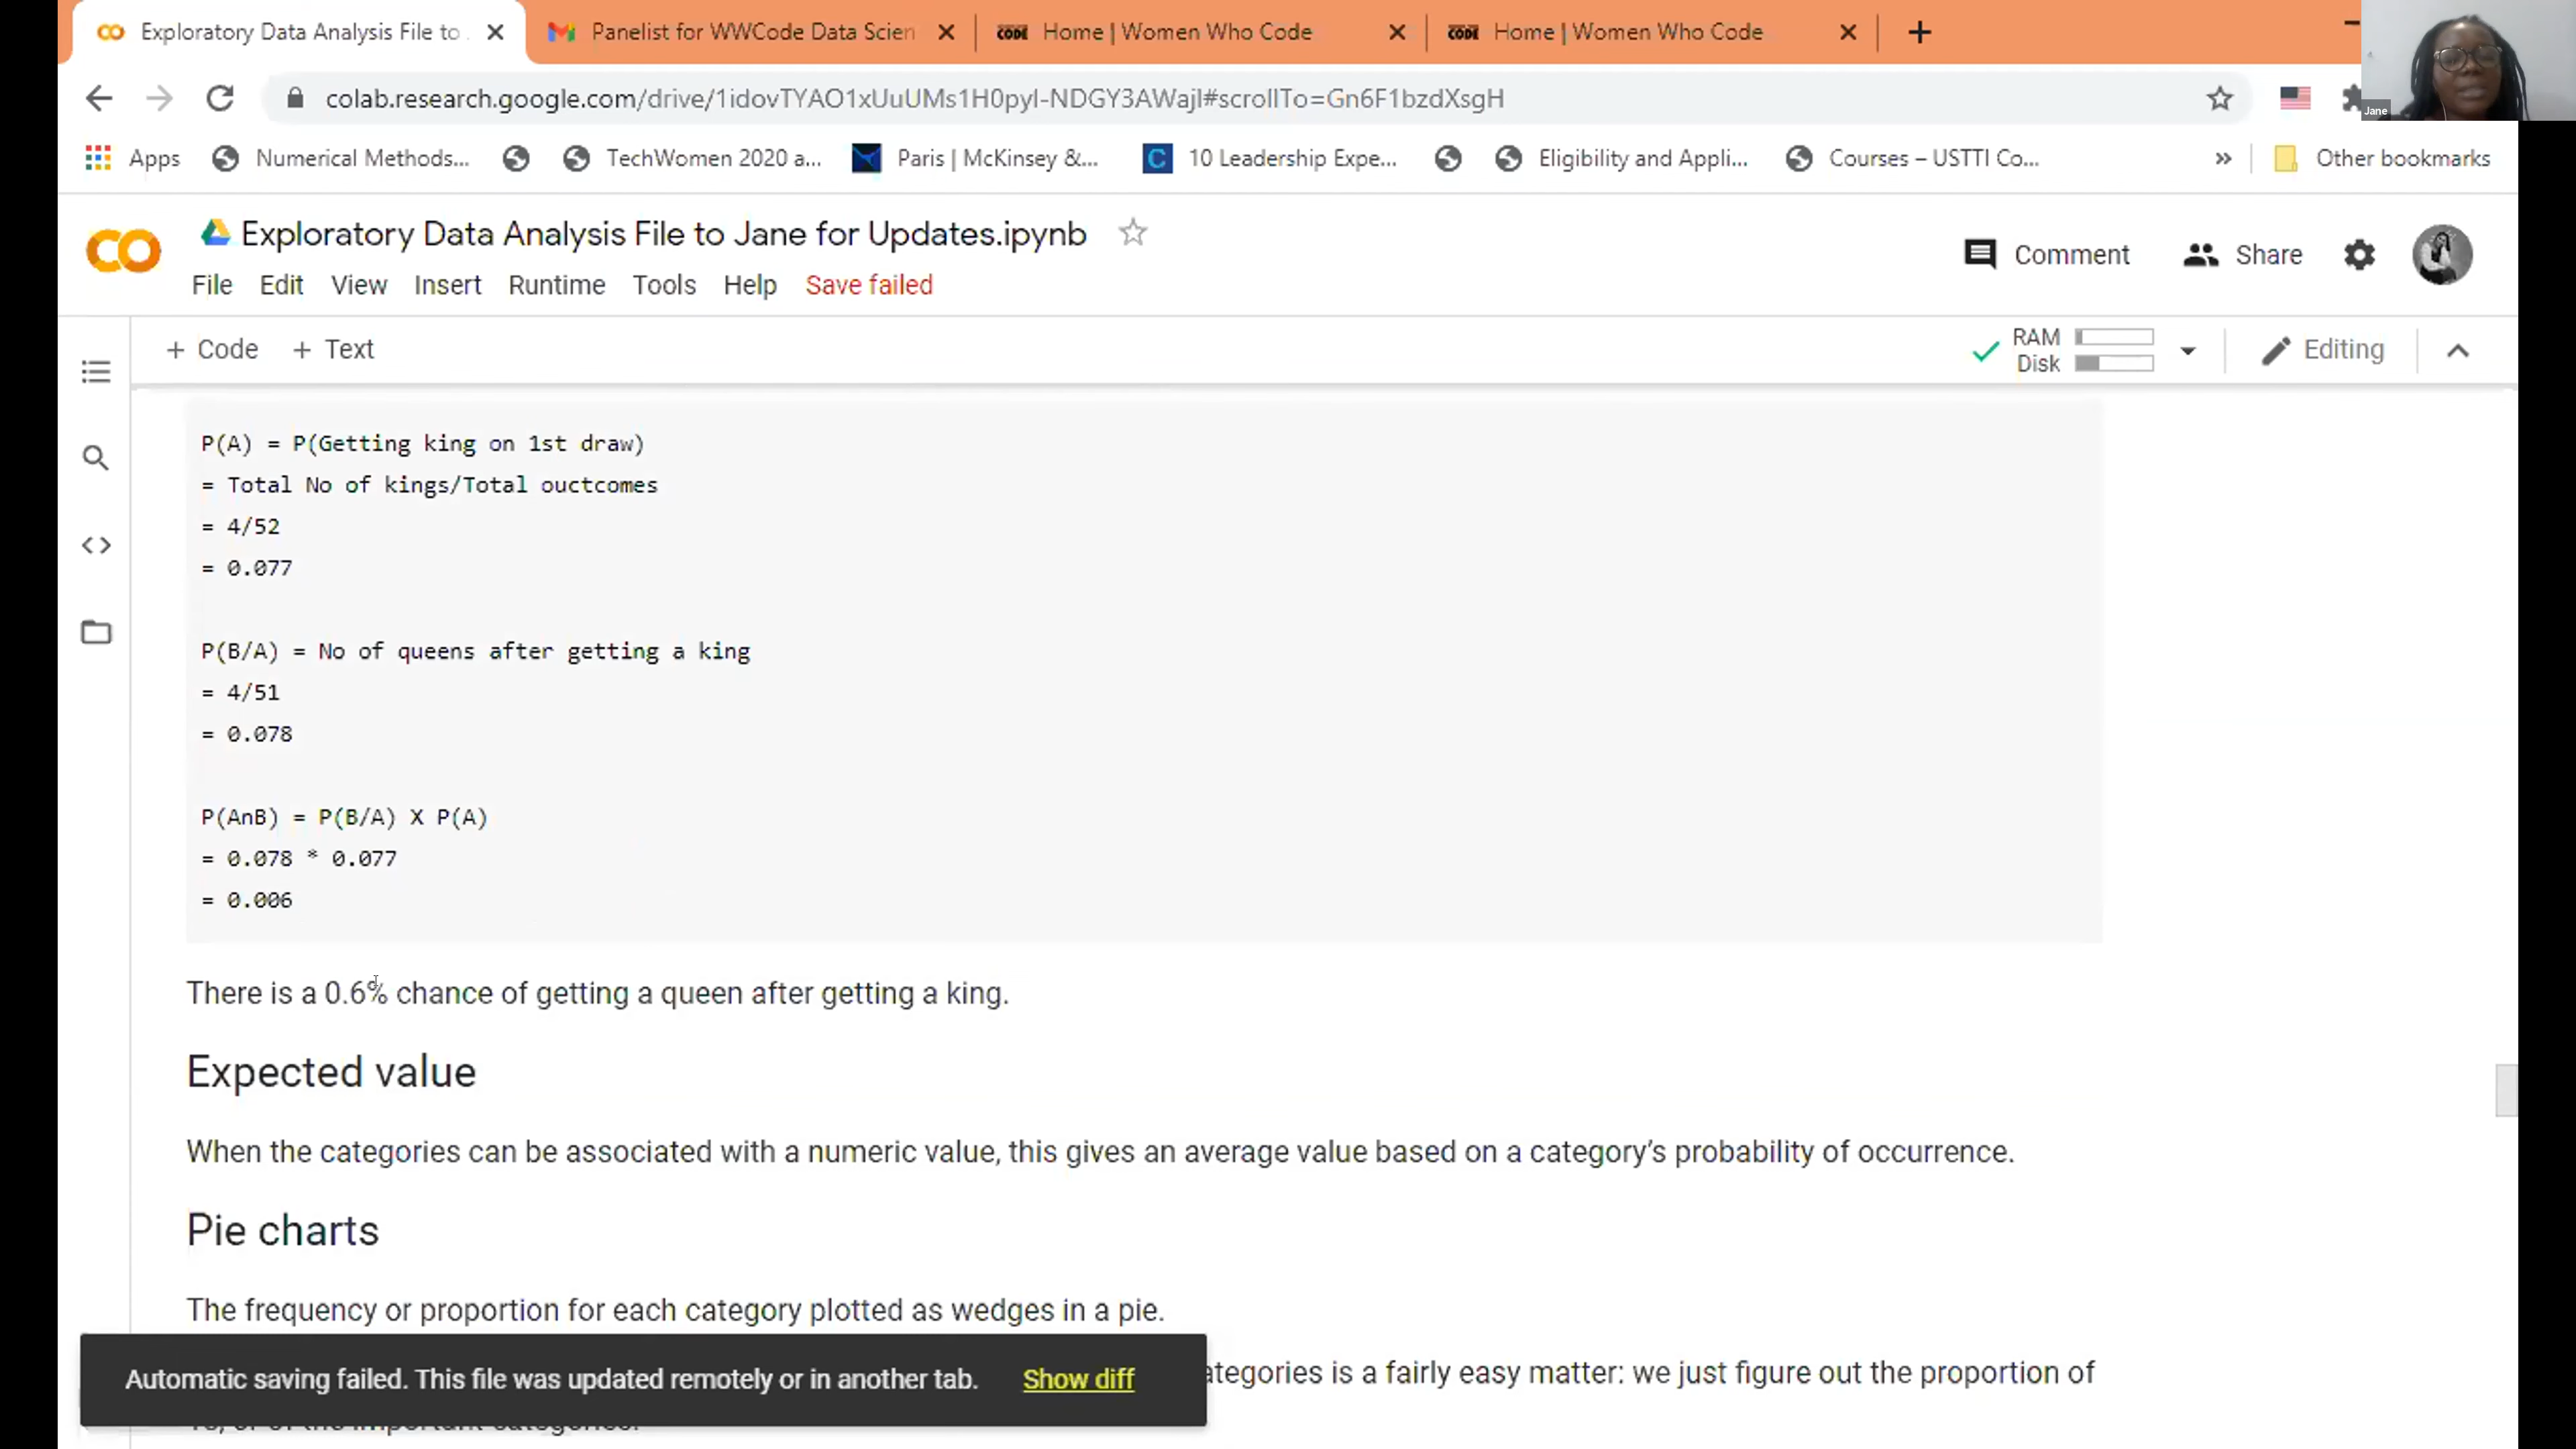 Exploratory Data Analysis File to
Panelist for WWCode Data Scien
CODE Home | Women Who Code
CODE Home | Women Who Code
colab.research.google.com/drive/1idovTYAO1xUuUMs1H0pyI-NDGY3AWajI#scrollTo=Gn6F1bzdXsgH
Jane
Apps
Numerical Methods...
TechWomen 2020 a...
Paris | McKinsey &...
C 10 Leadership Expe...
Eligibility and Appli...
Courses – USTTI Co...
»
Other bookmarks
CO
Exploratory Data Analysis File to Jane for Updates.ipynb
Comment
Share
File Edit View Insert Runtime Tools Help Save failed
+ Code + Text
RAM
Disk
Editing
P(A) = P(Getting king on 1st draw)
= Total No of kings/Total ouctcomes
= 4/52
= 0.077
P(B/A) = No of queens after getting a king
= 4/51
= 0.078
P(AnB) = P(B/A) X P(A)
= 0.078 * 0.077
= 0.006
There is a 0.6% chance of getting a queen after getting a king.
Expected value
When the categories can be associated with a numeric value, this gives an average value based on a category's probability of occurrence.
Pie charts
The frequency or proportion for each category plotted as wedges in a pie.
ategories is a fairly easy matter: we just figure out the proportion of
Automatic saving failed. This file was updated remotely or in another tab. Show diff